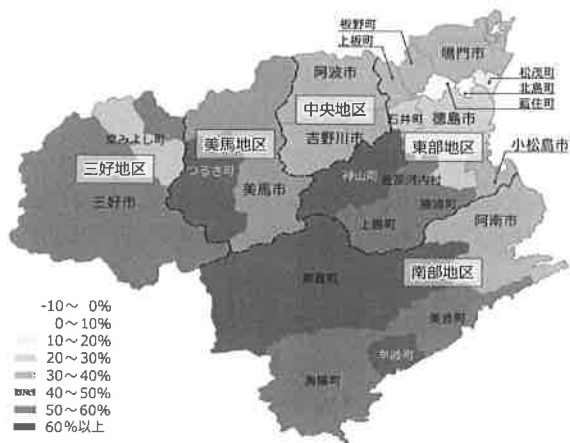 板野町
上板町
鳴門市
松茂町
北島町
藍住町
阿波市
中央地区
吉野川市
石井町
徳島市
東部地区
小松島市
美馬地区
つるぎ町
美馬市
東みよし町
三好地区
三好市
神山町
佐那河内村
勝浦町
上勝町
阿南市
南部地区
那賀町
美波町
牟岐町
海陽町
-10～ 0%
0～10%
10～20%
20～30%
30～40%
40～50%
50～60%
60%以上